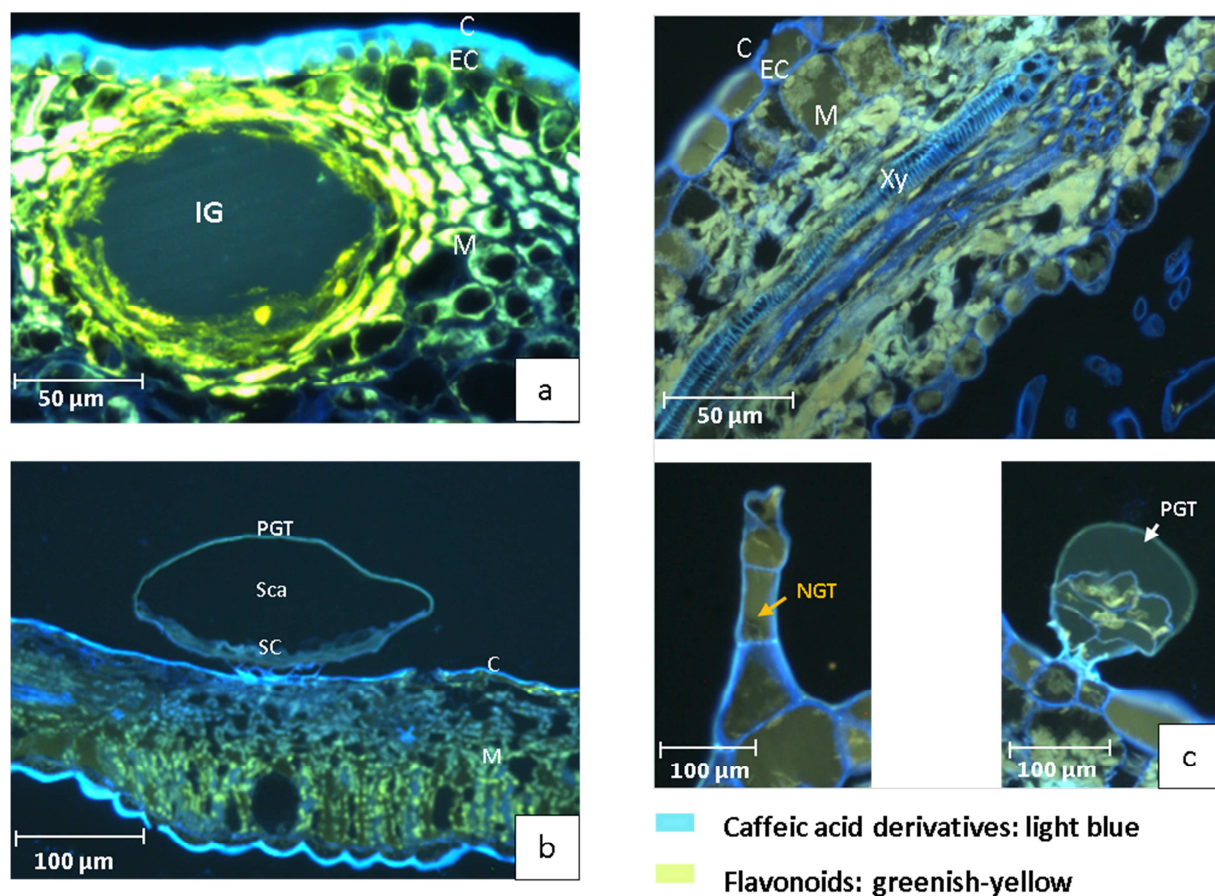 C
EC
IG
M
50 µm
a
C
EC
M
Xy
50 µm
PGT
Sca
SC
C
M
100 µm
b
NGT
100 µm
PGT
100 µm
c
Caffeic acid derivatives: light blue
Flavonoids: greenish-yellow